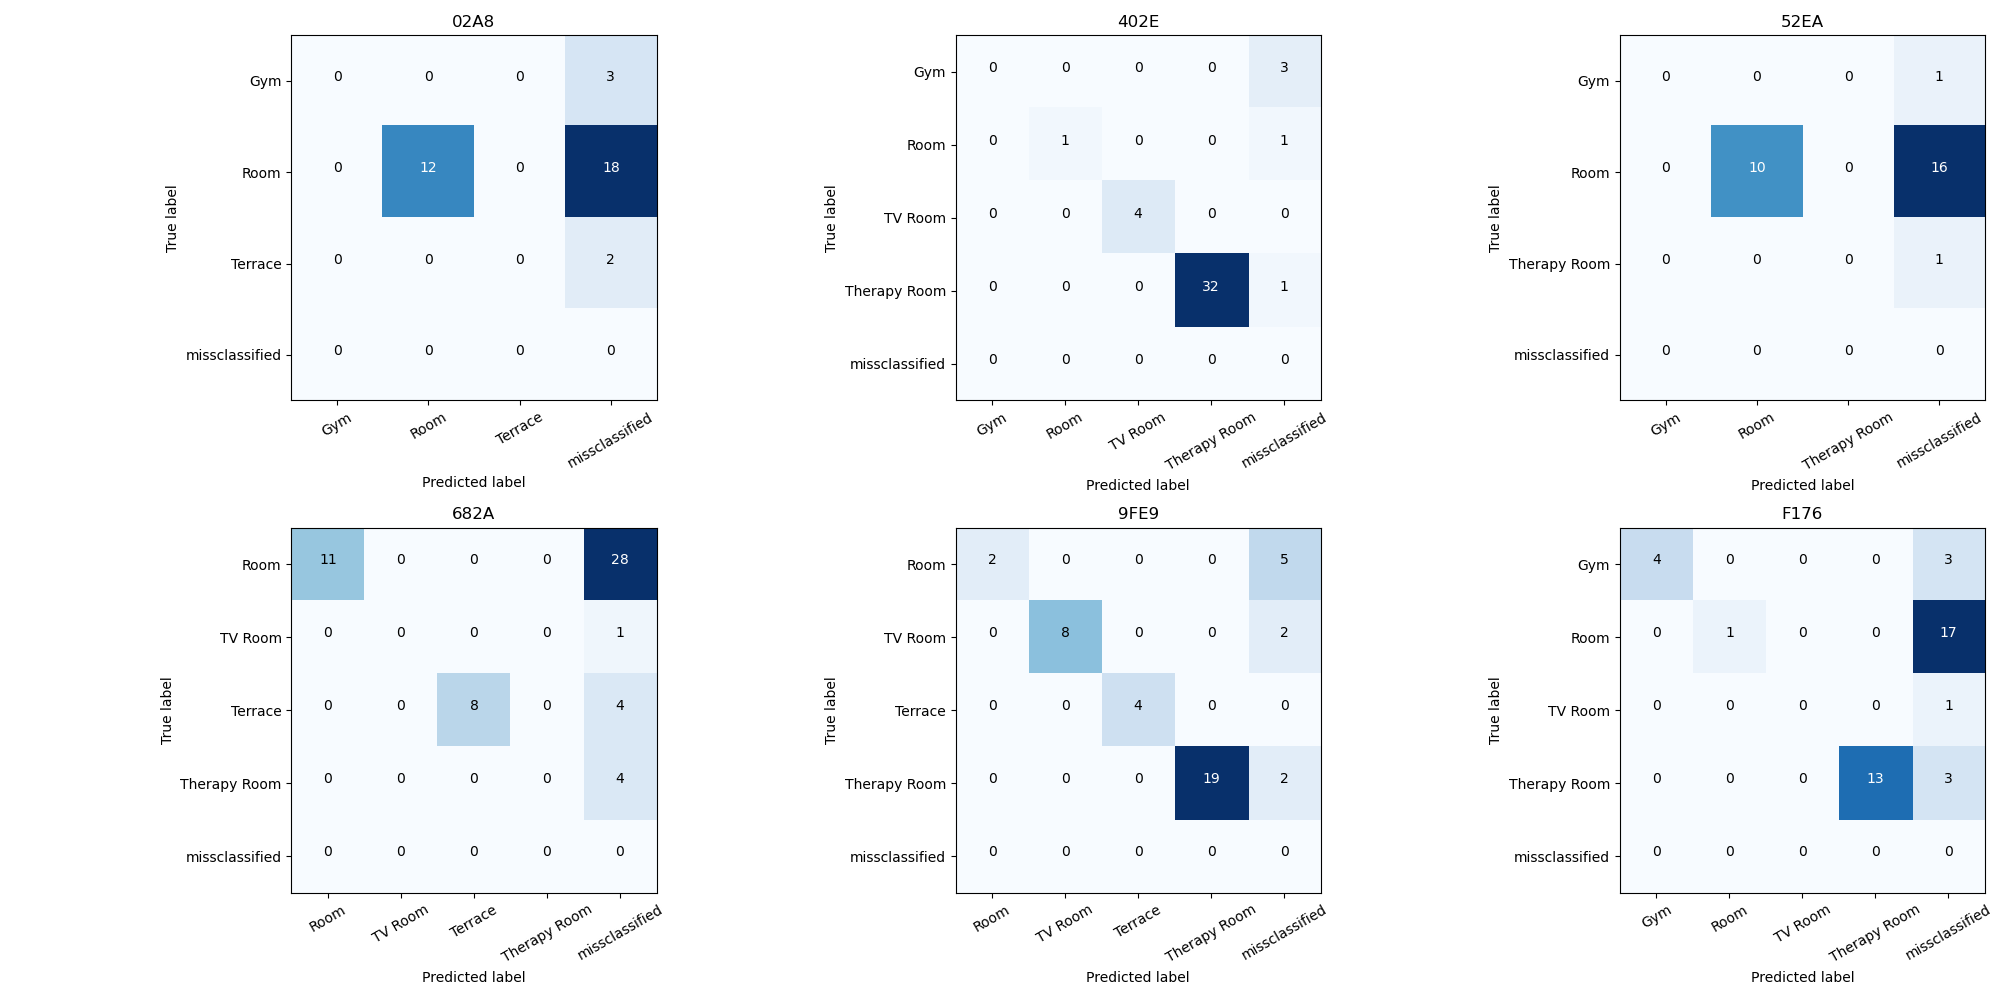 02A8
Gym 0 0 0 3
Room 0 12 0 18
Terrace 0 0 0 2
missclassified 0 0 0 0
True label
Gym Room Terrace missclassified
Predicted label
402E
Gym 0 0 0 0 3
Room 0 1 0 0 1
TV Room 0 0 4 0 0
Therapy Room 0 0 0 32 1
missclassified 0 0 0 0 0
True label
Gym Room TV Room Therapy Room missclassified
Predicted label
52EA
Gym 0 0 0 1
Room 0 10 0 16
Therapy Room 0 0 0 1
missclassified 0 0 0 0
True label
Gym Room Therapy Room missclassified
Predicted label
682A
Room 11 0 0 0 28
TV Room 0 0 0 0 1
Terrace 0 0 8 0 4
Therapy Room 0 0 0 0 4
missclassified 0 0 0 0 0
True label
Room TV Room Terrace Therapy Room missclassified
Predicted label
9FE9
Room 2 0 0 0 5
TV Room 0 8 0 0 2
Terrace 0 0 4 0 0
Therapy Room 0 0 0 19 2
missclassified 0 0 0 0 0
True label
Room TV Room Terrace Therapy Room missclassified
Predicted label
F176
Gym 4 0 0 0 3
Room 0 1 0 0 17
TV Room 0 0 0 0 1
Therapy Room 0 0 0 13 3
missclassified 0 0 0 0 0
True label
Gym Room TV Room Therapy Room missclassified
Predicted label